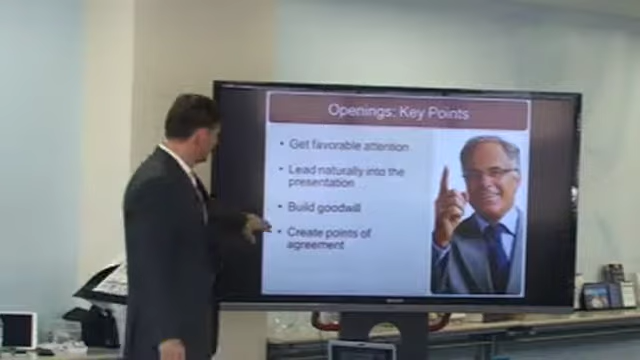 Openings: Key Points
• Get favorable attention
• Lead naturally into the
presentation
• Build goodwill
• Create points of
agreement